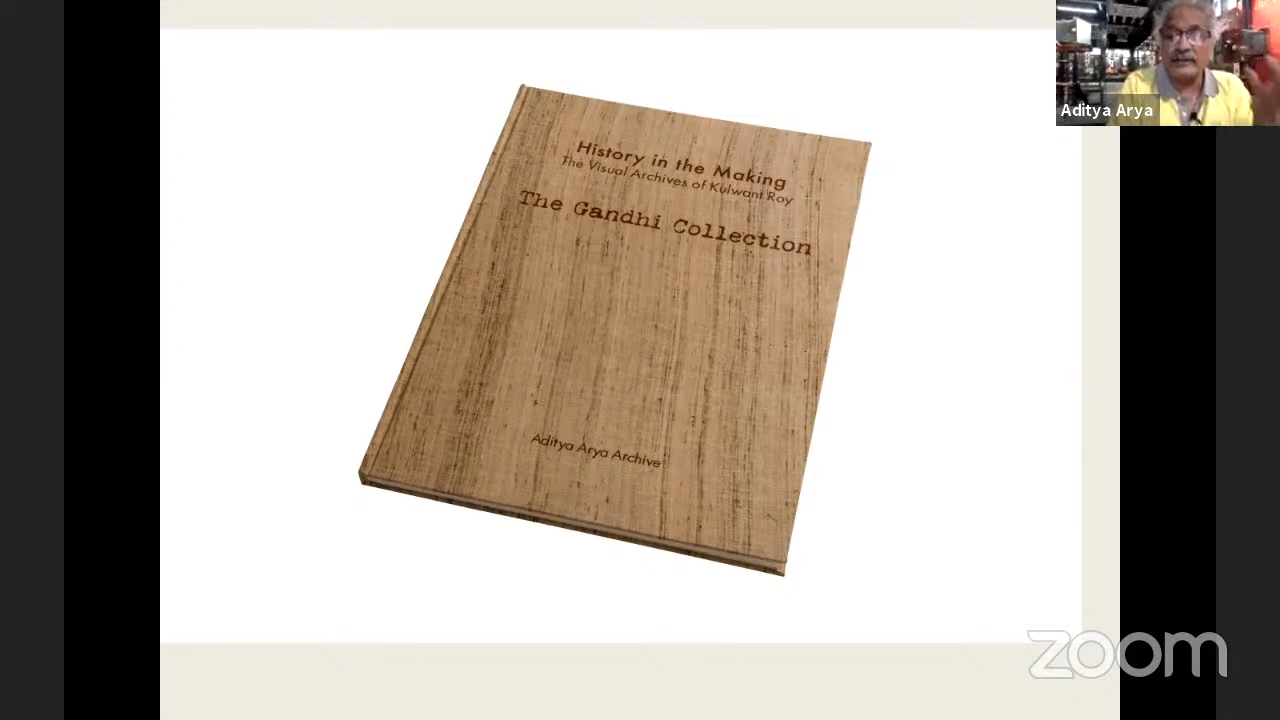 Aditya Arya
History in the Making
The Visual Archives of Kulwant Roy
The Gandhi Collection
Aditya Arya Archive
zoom